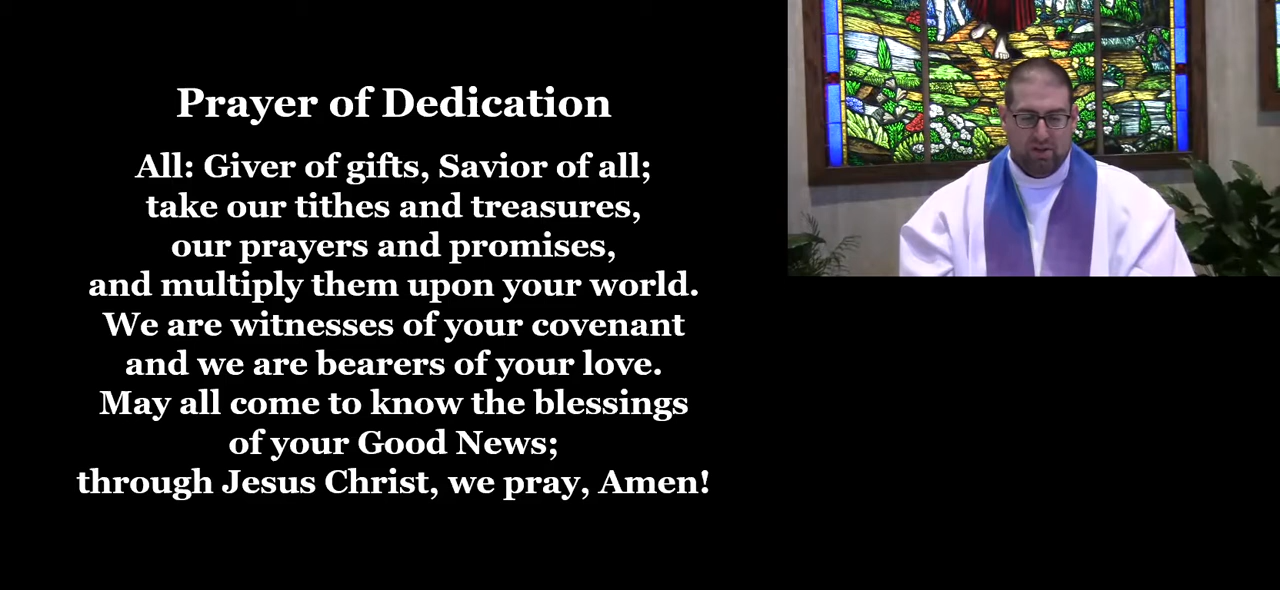 Prayer of Dedication
All: Giver of gifts, Savior of all;
take our tithes and treasures,
our prayers and promises,
and multiply them upon your world.
We are witnesses of your covenant
and we are bearers of your love.
May all come to know the blessings
of your Good News;
through Jesus Christ, we pray, Amen!